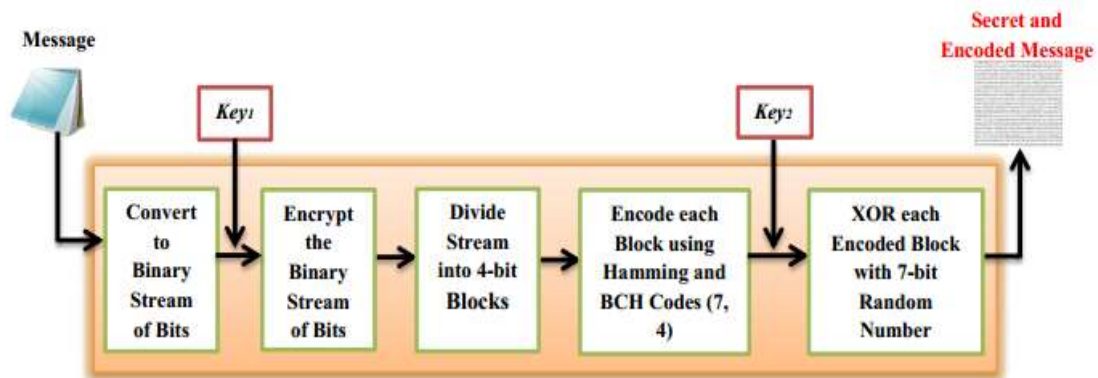 Message
Secret and
Encoded Message
Key1
Key2
Convert
to
Binary
Stream
of Bits
Encrypt
the
Binary
Stream
of Bits
Divide
Stream
into 4-bit
Blocks
Encode each
Block using
Hamming and
BCH Codes (7,
4)
XOR each
Encoded Block
with 7-bit
Random
Number